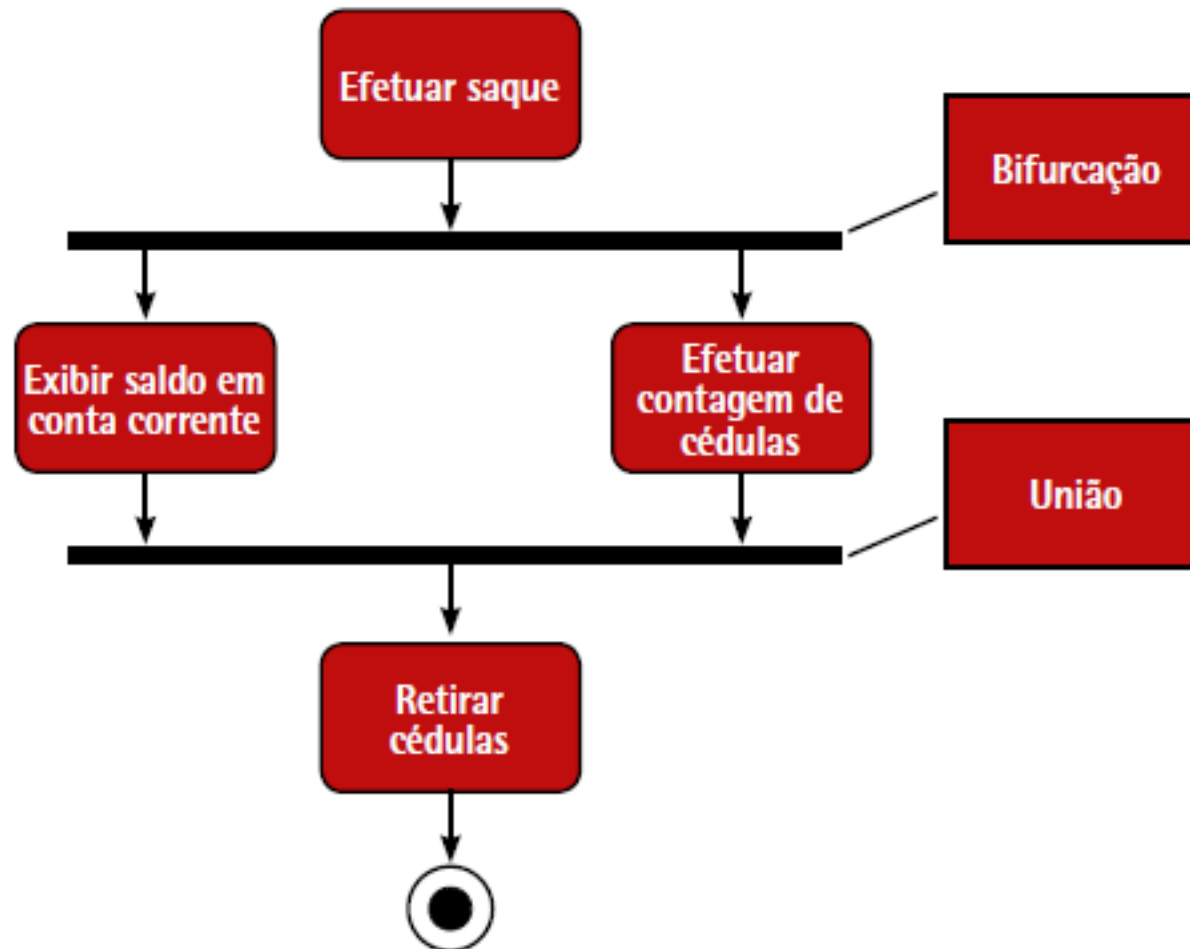 Efetuar saque
Bifurcação
Exibir saldo em
conta corrente
Efetuar
contagem de
cédulas
União
Retirar
cédulas